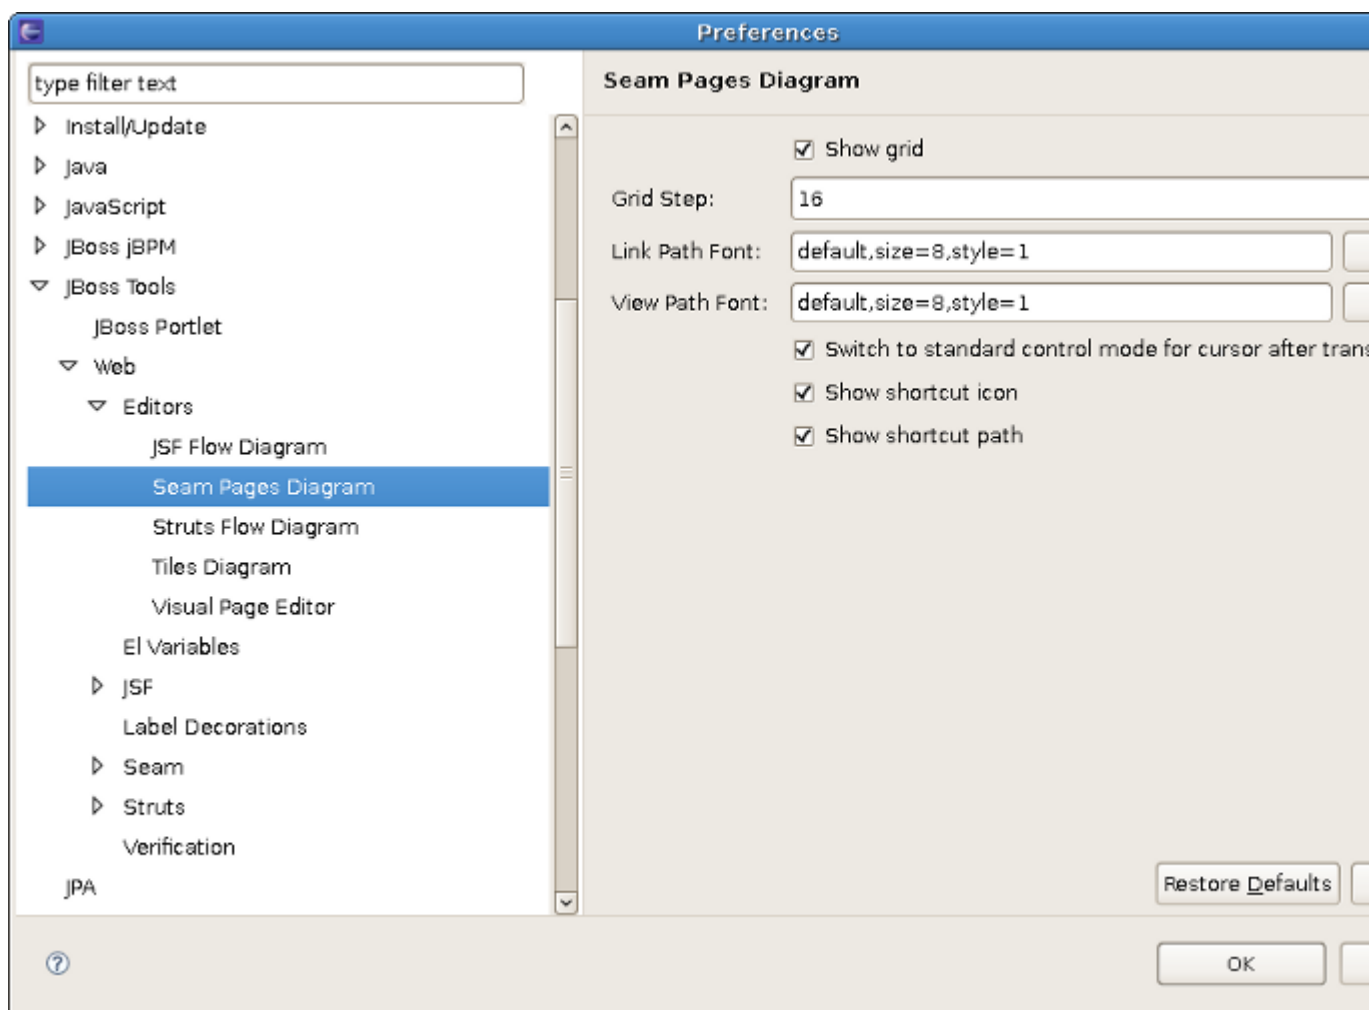 Preferences
type filter text
Install/Update
Java
JavaScript
JBoss jBPM
JBoss Tools
JBoss Portlet
Web
Editors
JSF Flow Diagram
Seam Pages Diagram
Struts Flow Diagram
Tiles Diagram
Visual Page Editor
El Variables
JSF
Label Decorations
Seam
Struts
Verification
JPA
Seam Pages Diagram
Show grid
Grid Step: 16
Link Path Font: default,size=8,style=1
View Path Font: default,size=8,style=1
Switch to standard control mode for cursor after trans
Show shortcut icon
Show shortcut path
Restore Defaults
?
OK